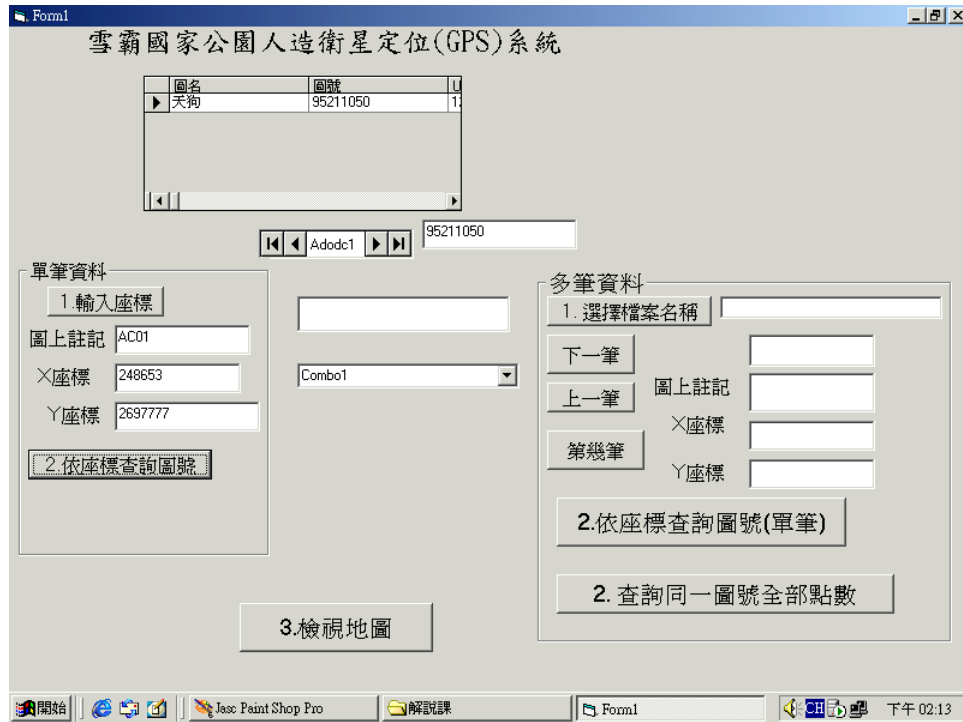 Form1
雪霸國家公園人造衛星定位(GPS)系統
圖名 圖號 U
天狗 95211050 12
Adodc1 95211050
單筆資料
1.輸入座標
圖上註記 AC01
X座標 248653
Y座標 2697777
2.依座標查詢圖號
Combo1
多筆資料
1. 選擇檔案名稱
下一筆
上一筆
圖上註記
X座標
第幾筆
Y座標
2.依座標查詢圖號(單筆)
2. 查詢同一圖號全部點數
3.檢視地圖
開始 Jasc Paint Shop Pro 解說課 Form1 CH 下午 02:13